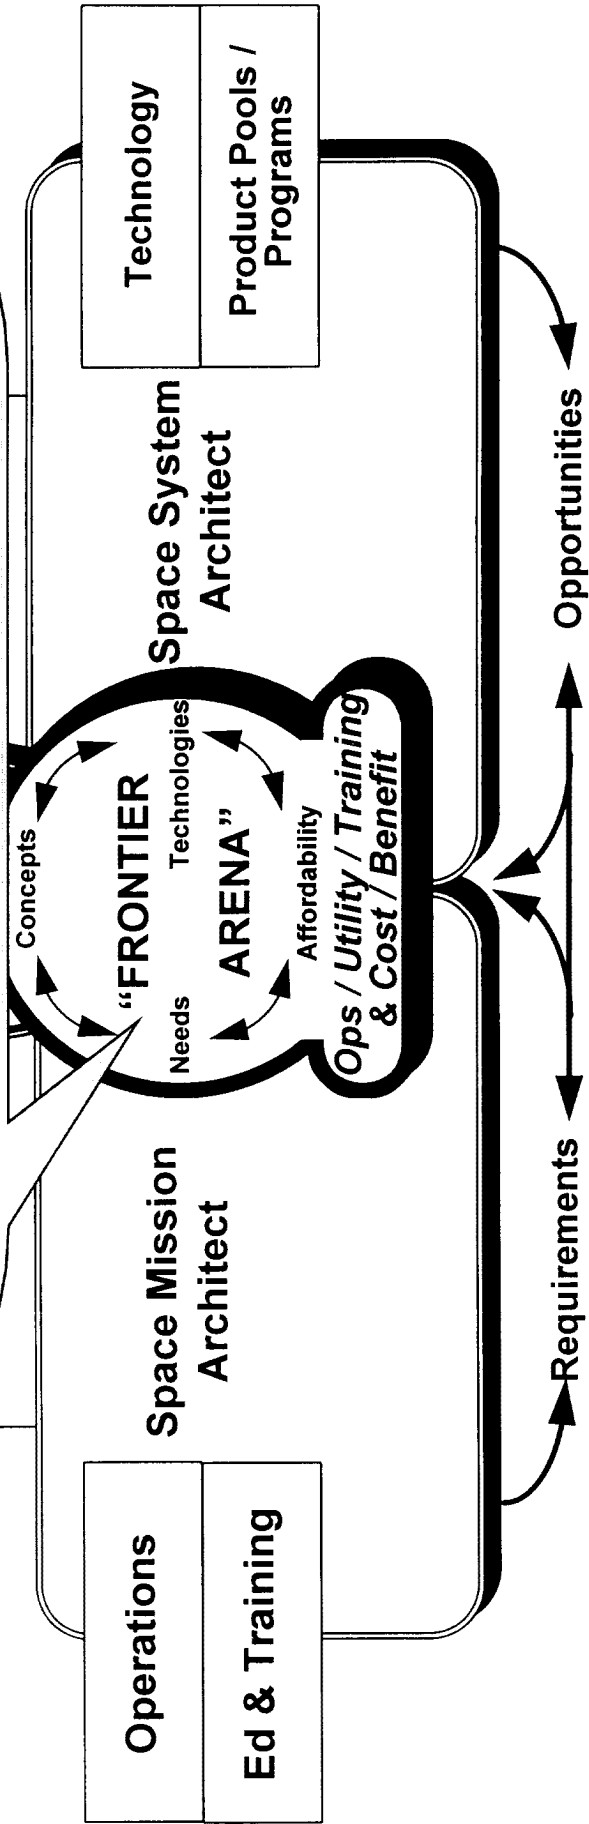 Operations
Ed & Training
Space Mission
Architect
Concepts
"FRONTIER
Needs
Technologies
ARENA"
Affordability
Ops / Utility / Training
& Cost / Benefit
Space System
Architect
Technology
Product Pools /
Programs
Requirements
Opportunities